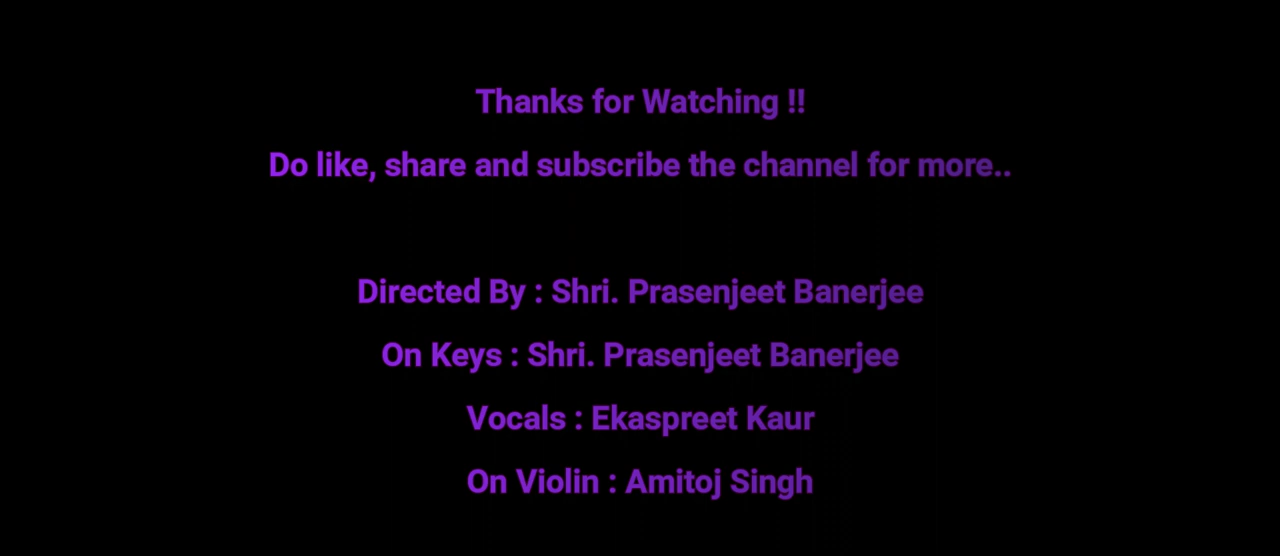 Thanks for Watching !!
Do like, share and subscribe the channel for more..
Directed By : Shri. Prasenjeet Banerjee
On Keys : Shri. Prasenjeet Banerjee
Vocals : Ekaspreet Kaur
On Violin : Amitoj Singh